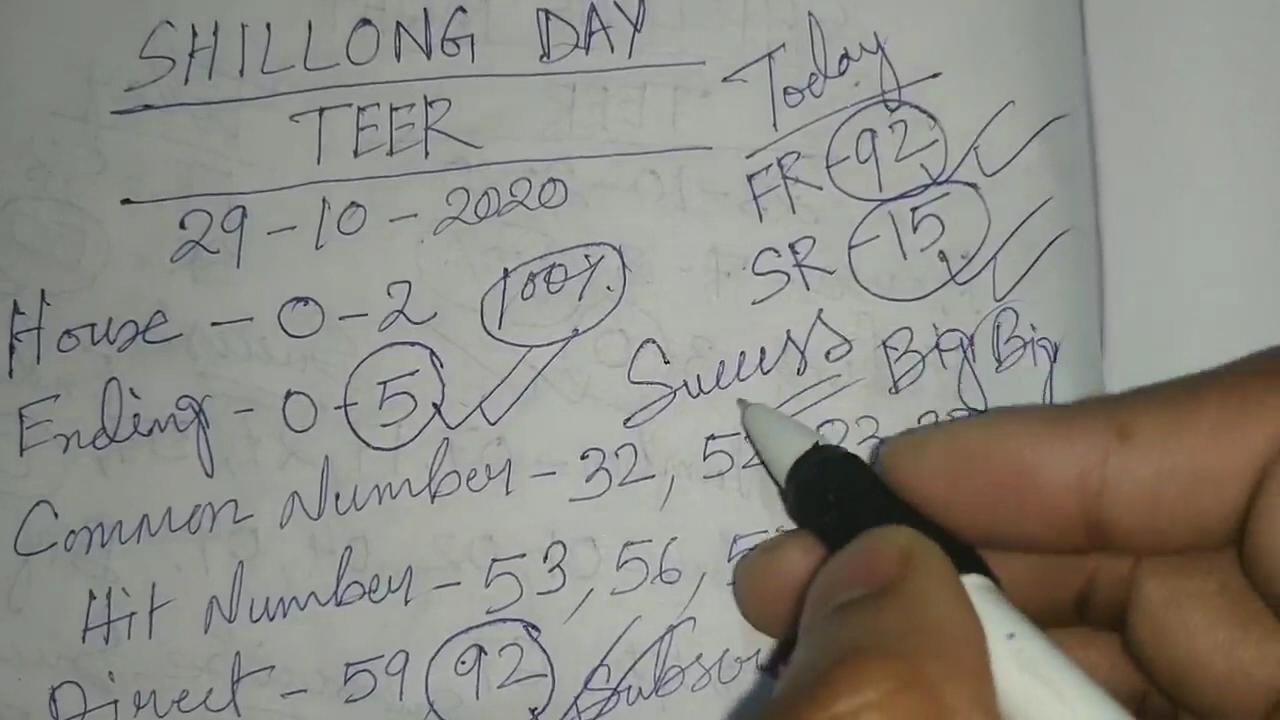 SHILLONG DAY
TEER
29-10-2020
Today
FR - 92
SR - 15
House - 0-2 100%
Ending - 0-5
Success Big Big
Common Number - 32, 52, 23,
Hit Number - 53, 56,
Direct - 59 92